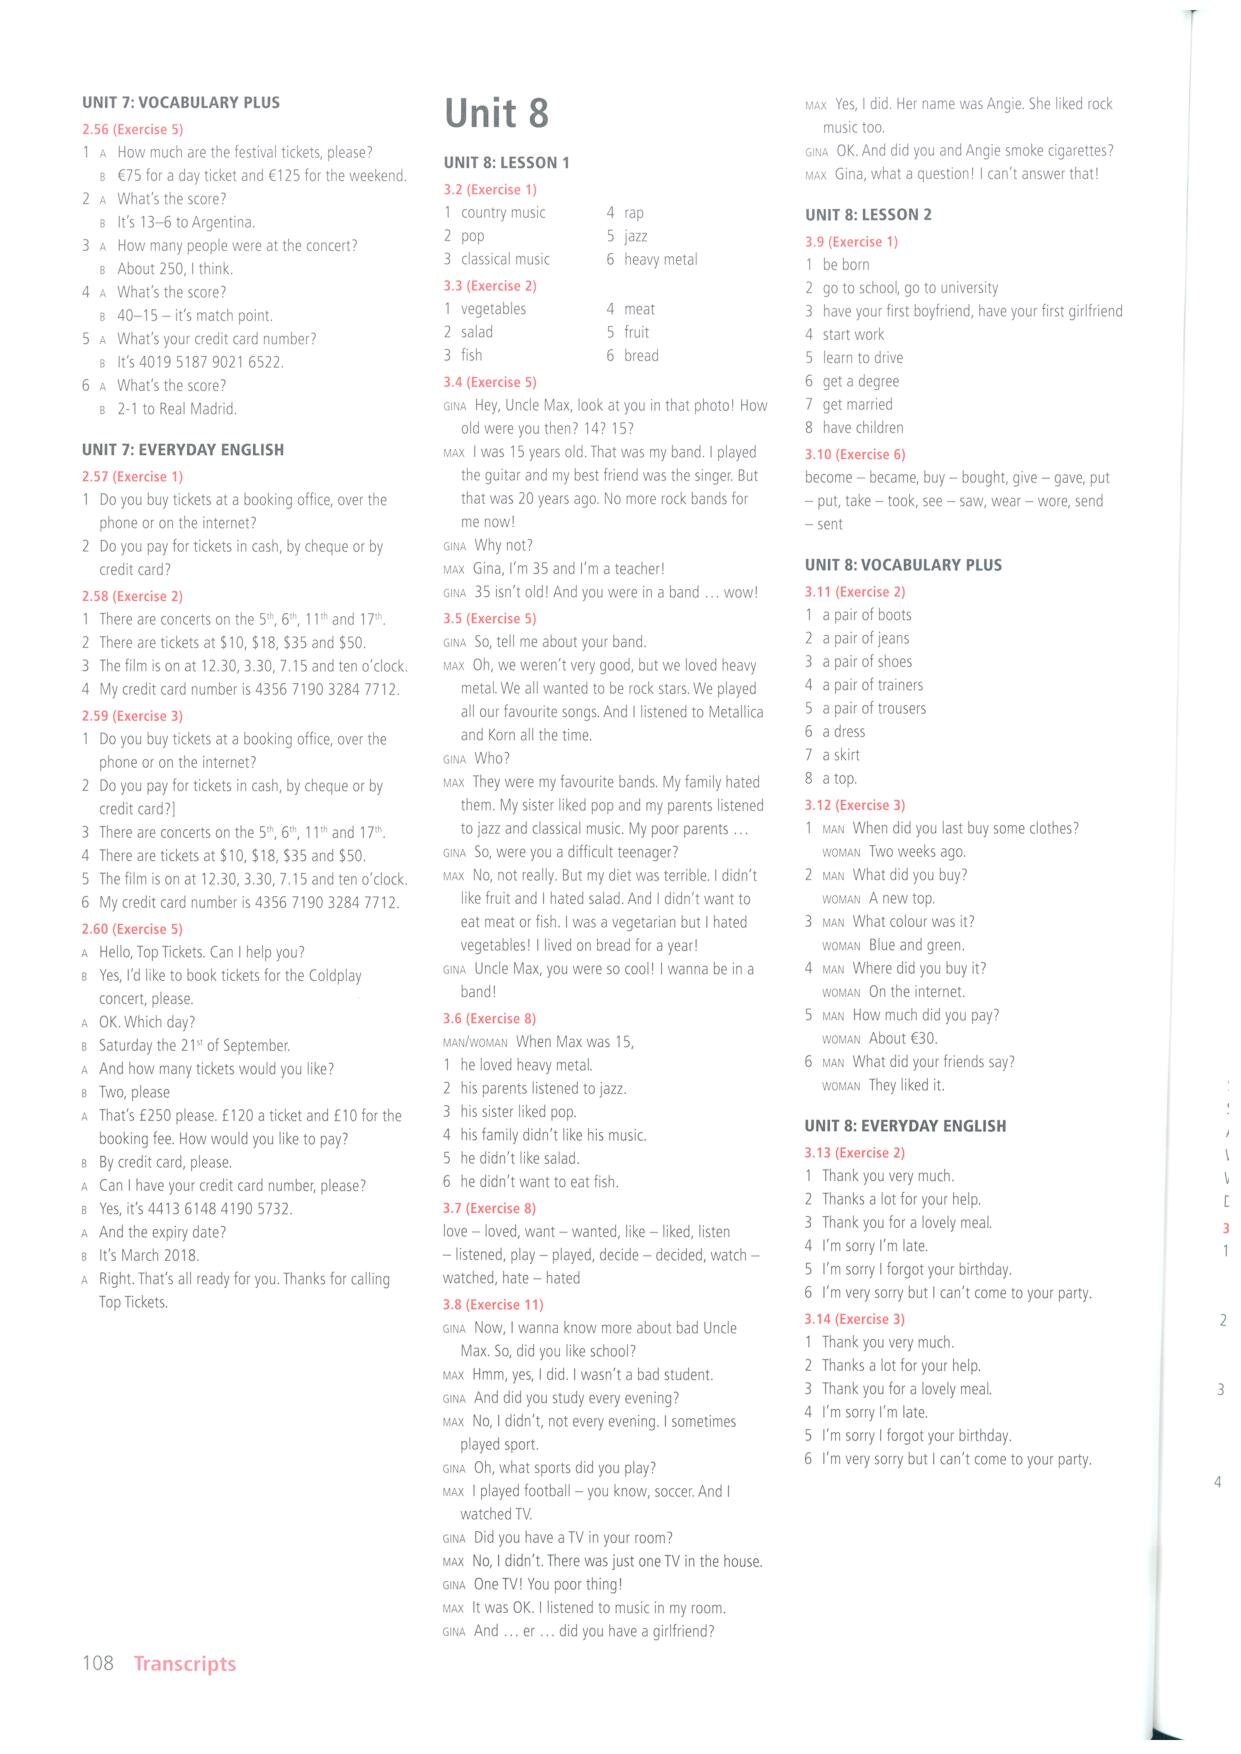 UNIT 7: VOCABULARY PLUS
2.56 (Exercise 5)
1 A How much are the festival tickets, please?
B €75 for a day ticket and €125 for the weekend.
2 A What's the score?
B It's 13–6 to Argentina.
3 A How many people were at the concert?
B About 250, I think.
4 A What's the score?
B 40–15 – it's match point.
5 A What's your credit card number?
B It's 4019 5187 9021 6522.
6 A What's the score?
B 2-1 to Real Madrid.
UNIT 7: EVERYDAY ENGLISH
2.57 (Exercise 1)
1 Do you buy tickets at a booking office, over the
phone or on the internet?
2 Do you pay for tickets in cash, by cheque or by
credit card?
2.58 (Exercise 2)
1 There are concerts on the 5th, 6th, 11th and 17th.
2 There are tickets at $10, $18, $35 and $50.
3 The film is on at 12.30, 3.30, 7.15 and ten o'clock.
4 My credit card number is 4356 7190 3284 7712.
2.59 (Exercise 3)
1 Do you buy tickets at a booking office, over the
phone or on the internet?
2 Do you pay for tickets in cash, by cheque or by
credit card?]
3 There are concerts on the 5th, 6th, 11th and 17th.
4 There are tickets at $10, $18, $35 and $50.
5 The film is on at 12.30, 3.30, 7.15 and ten o'clock.
6 My credit card number is 4356 7190 3284 7712.
2.60 (Exercise 5)
A Hello, Top Tickets. Can I help you?
B Yes, I'd like to book tickets for the Coldplay
concert, please.
A OK. Which day?
B Saturday the 21st of September.
A And how many tickets would you like?
B Two, please
A That's £250 please. £120 a ticket and £10 for the
booking fee. How would you like to pay?
B By credit card, please.
A Can I have your credit card number, please?
B Yes, it's 4413 6148 4190 5732.
A And the expiry date?
B It's March 2018.
A Right. That's all ready for you. Thanks for calling
Top Tickets.
Unit 8
UNIT 8: LESSON 1
3.2 (Exercise 1)
1 country music 4 rap
2 pop 5 jazz
3 classical music 6 heavy metal
3.3 (Exercise 2)
1 vegetables 4 meat
2 salad 5 fruit
3 fish 6 bread
3.4 (Exercise 5)
GINA Hey, Uncle Max, look at you in that photo! How
old were you then? 14? 15?
MAX I was 15 years old. That was my band. I played
the guitar and my best friend was the singer. But
that was 20 years ago. No more rock bands for
me now!
GINA Why not?
MAX Gina, I'm 35 and I'm a teacher!
GINA 35 isn't old! And you were in a band ... wow!
3.5 (Exercise 5)
GINA So, tell me about your band.
MAX Oh, we weren't very good, but we loved heavy
metal. We all wanted to be rock stars. We played
all our favourite songs. And I listened to Metallica
and Korn all the time.
GINA Who?
MAX They were my favourite bands. My family hated
them. My sister liked pop and my parents listened
to jazz and classical music. My poor parents ...
GINA So, were you a difficult teenager?
MAX No, not really. But my diet was terrible. I didn't
like fruit and I hated salad. And I didn't want to
eat meat or fish. I was a vegetarian but I hated
vegetables! I lived on bread for a year!
GINA Uncle Max, you were so cool! I wanna be in a
band!
3.6 (Exercise 8)
MAN/WOMAN When Max was 15,
1 he loved heavy metal.
2 his parents listened to jazz.
3 his sister liked pop.
4 his family didn't like his music.
5 he didn't like salad.
6 he didn't want to eat fish.
3.7 (Exercise 8)
love – loved, want – wanted, like – liked, listen
– listened, play – played, decide – decided, watch –
watched, hate – hated
3.8 (Exercise 11)
GINA Now, I wanna know more about bad Uncle
Max. So, did you like school?
MAX Hmm, yes, I did. I wasn't a bad student.
GINA And did you study every evening?
MAX No, I didn't, not every evening. I sometimes
played sport.
GINA Oh, what sports did you play?
MAX I played football – you know, soccer. And I
watched TV.
GINA Did you have a TV in your room?
MAX No, I didn't. There was just one TV in the house.
GINA One TV! You poor thing!
MAX It was OK. I listened to music in my room.
GINA And ... er ... did you have a girlfriend?
MAX Yes, I did. Her name was Angie. She liked rock
music too.
GINA OK. And did you and Angie smoke cigarettes?
MAX Gina, what a question! I can't answer that!
UNIT 8: LESSON 2
3.9 (Exercise 1)
1 be born
2 go to school, go to university
3 have your first boyfriend, have your first girlfriend
4 start work
5 learn to drive
6 get a degree
7 get married
8 have children
3.10 (Exercise 6)
become – became, buy – bought, give – gave, put
– put, take – took, see – saw, wear – wore, send
– sent
UNIT 8: VOCABULARY PLUS
3.11 (Exercise 2)
1 a pair of boots
2 a pair of jeans
3 a pair of shoes
4 a pair of trainers
5 a pair of trousers
6 a dress
7 a skirt
8 a top.
3.12 (Exercise 3)
1 MAN When did you last buy some clothes?
WOMAN Two weeks ago.
2 MAN What did you buy?
WOMAN A new top.
3 MAN What colour was it?
WOMAN Blue and green.
4 MAN Where did you buy it?
WOMAN On the internet.
5 MAN How much did you pay?
WOMAN About €30.
6 MAN What did your friends say?
WOMAN They liked it.
UNIT 8: EVERYDAY ENGLISH
3.13 (Exercise 2)
1 Thank you very much.
2 Thanks a lot for your help.
3 Thank you for a lovely meal.
4 I'm sorry I'm late.
5 I'm sorry I forgot your birthday.
6 I'm very sorry but I can't come to your party.
3.14 (Exercise 3)
1 Thank you very much.
2 Thanks a lot for your help.
3 Thank you for a lovely meal.
4 I'm sorry I'm late.
5 I'm sorry I forgot your birthday.
6 I'm very sorry but I can't come to your party.
108 Transcripts
3
1
2
3
4